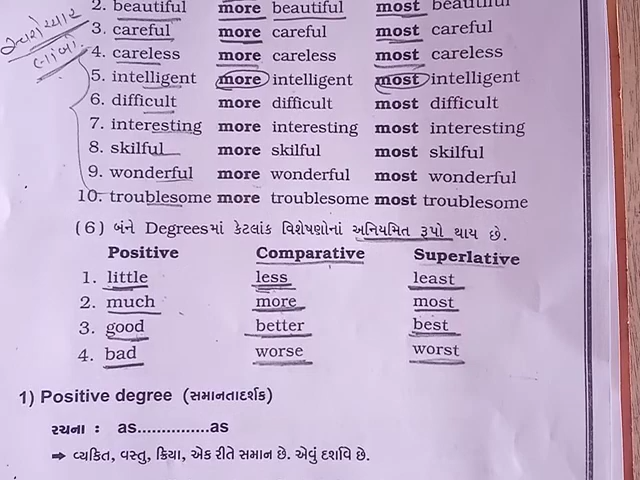 2. beautiful more beautiful most beautiful
3. careful more careful most careful
4. careless more careless most careless
5. intelligent more intelligent most intelligent
6. difficult more difficult most difficult
7. interesting more interesting most interesting
8. skilful more skilful most skilful
9. wonderful more wonderful most wonderful
10. troublesome more troublesome most troublesome
(6) બંને Degreesમાં કેટલાંક વિશેષણોનાં અનિયમિત રૂપો થાય છે.
Positive Comparative Superlative
1. little less least
2. much more most
3. good better best
4. bad worse worst
1) Positive degree (સમાનતાદર્શક)
રચના : as...............as
➡ વ્યકિત, વસ્તુ, ક્રિયા, એક રીતે સમાન છે. એવું દર્શાવે છે.